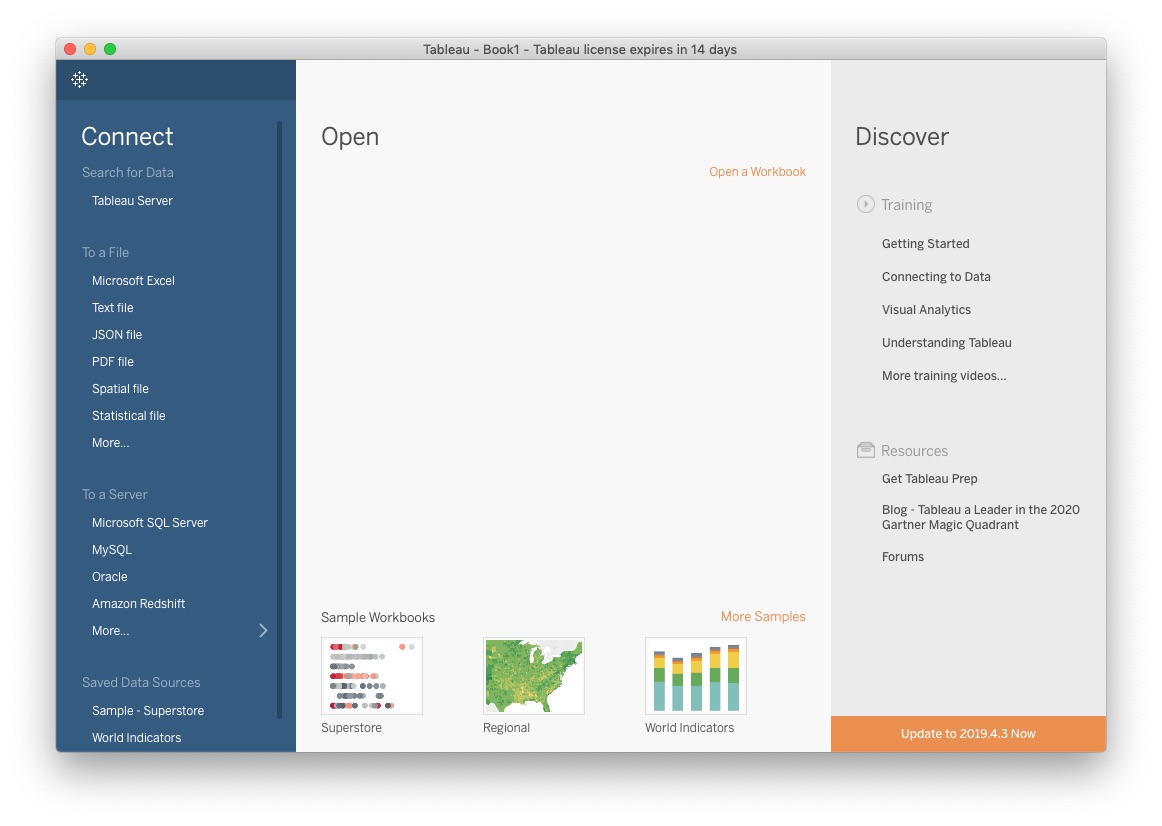 Tableau - Book1 - Tableau license expires in 14 days
Connect
Search for Data
Tableau Server
To a File
Microsoft Excel
Text file
JSON file
PDF file
Spatial file
Statistical file
More...
To a Server
Microsoft SQL Server
MySQL
Oracle
Amazon Redshift
More...
Saved Data Sources
Sample - Superstore
World Indicators
Open
Open a Workbook
Sample Workbooks
More Samples
Superstore
Regional
World Indicators
Discover
Training
Getting Started
Connecting to Data
Visual Analytics
Understanding Tableau
More training videos...
Resources
Get Tableau Prep
Blog - Tableau a Leader in the 2020
Gartner Magic Quadrant
Forums
Update to 2019.4.3 Now